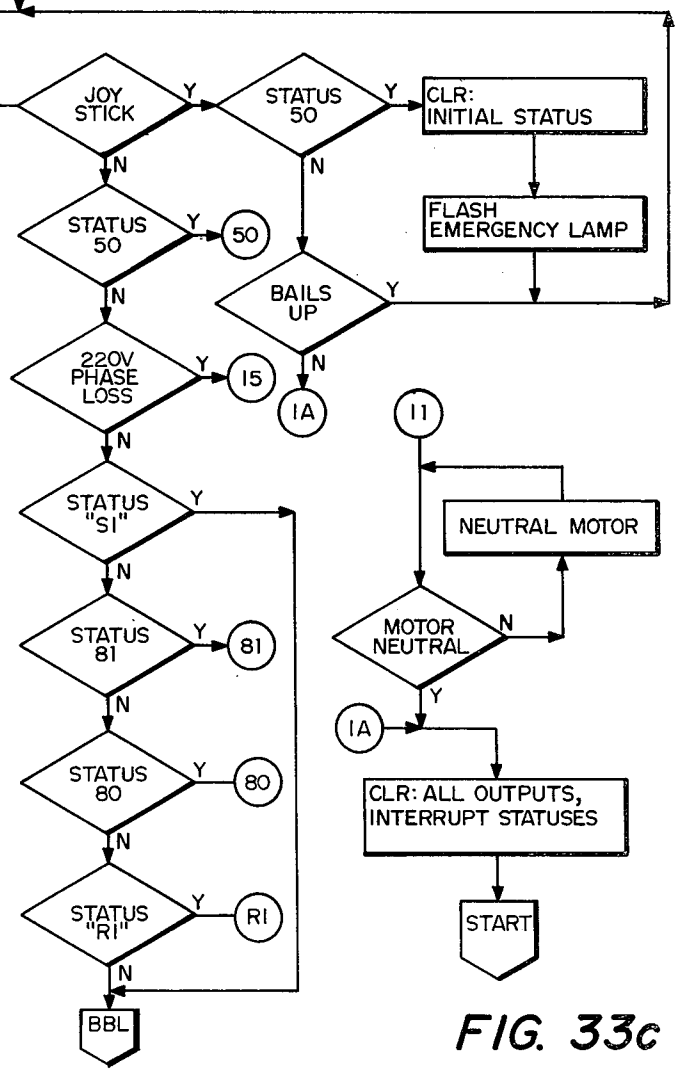 JOY
STICK
Y
N
STATUS
50
Y
N
CLR:
INITIAL STATUS
FLASH
EMERGENCY LAMP
STATUS
50
Y
50
N
BAILS
UP
Y
N
1A
220V
PHASE
LOSS
Y
15
N
11
STATUS
"S1"
Y
N
NEUTRAL MOTOR
MOTOR
NEUTRAL
N
Y
STATUS
81
Y
81
N
1A
STATUS
80
Y
80
N
CLR: ALL OUTPUTS,
INTERRUPT STATUSES
STATUS
"R1"
Y
R1
N
START
BBL
FIG. 33c